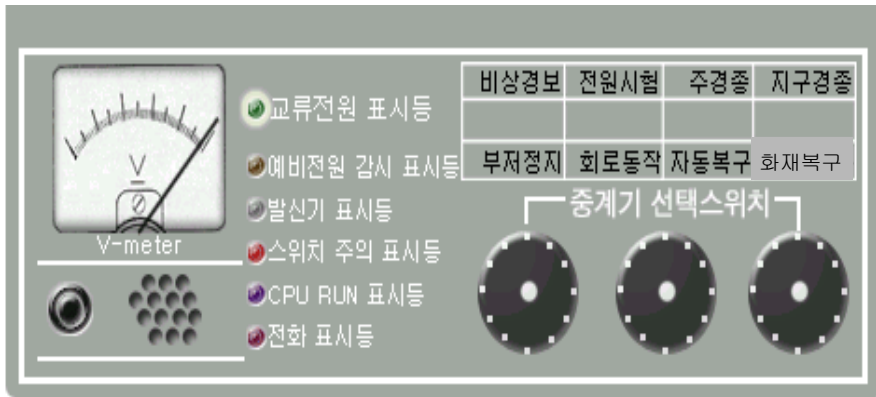 비상경보 전원시험 주경종 지구경종
부저정지 회로동작 자동복구 화재복구
교류전원 표시등
예비전원 감시 표시등
발신기 표시등
스위치 주의 표시등
CPU RUN 표시등
전화 표시등
V
V-meter
중계기 선택스위치